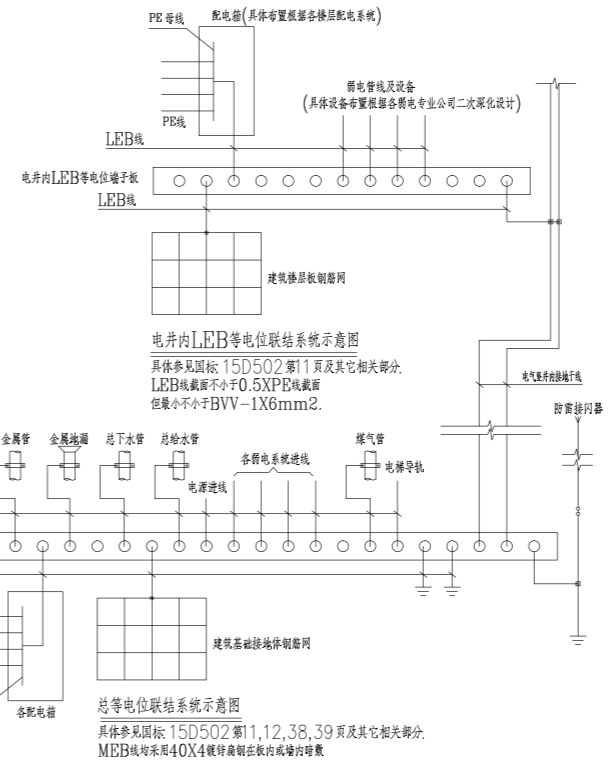 PE母线
配电箱(具体布置根据各楼层配电系统)
PE线
弱电管线及设备
(具体设备布置根据各弱电专业公司二次深化设计)
LEB线
电井内LEB等电位端子板
LEB线
建筑楼层板钢筋网
电井内LEB等电位联结系统示意图
具体参见国标: 15D502第11页及其它相关部分.
LEB线截面不小于0.5XPE线截面
但最小不小于BVV-1X6mm2.
电气竖井内接地干线
防雷接闪器
金属管
金属地漏
总下水管
总给水管
电源进线
各弱电系统进线
煤气管
电梯导轨
建筑基础接地体钢筋网
各配电箱
总等电位联结系统示意图
具体参见国标: 15D502第11,12,38,39页及其它相关部分.
MEB线均采用40X4镀锌扁钢在板内或墙内暗敷